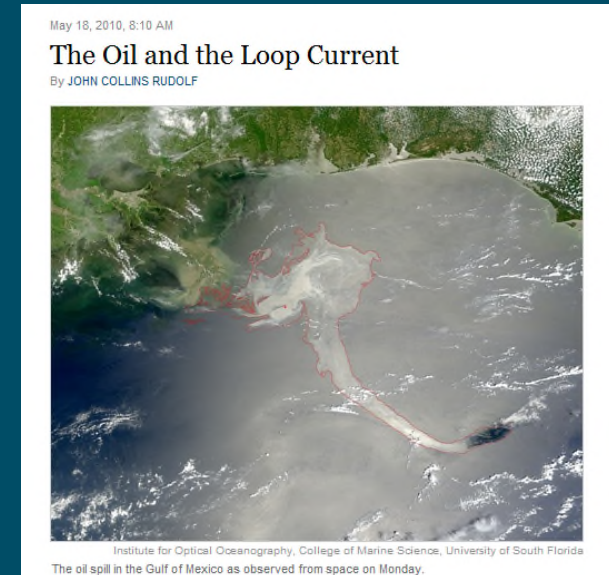 May 18, 2010, 8:10 AM
The Oil and the Loop Current
By JOHN COLLINS RUDOLF
Institute for Optical Oceanography, College of Marine Science, University of South Florida
The oil spill in the Gulf of Mexico as observed from space on Monday.